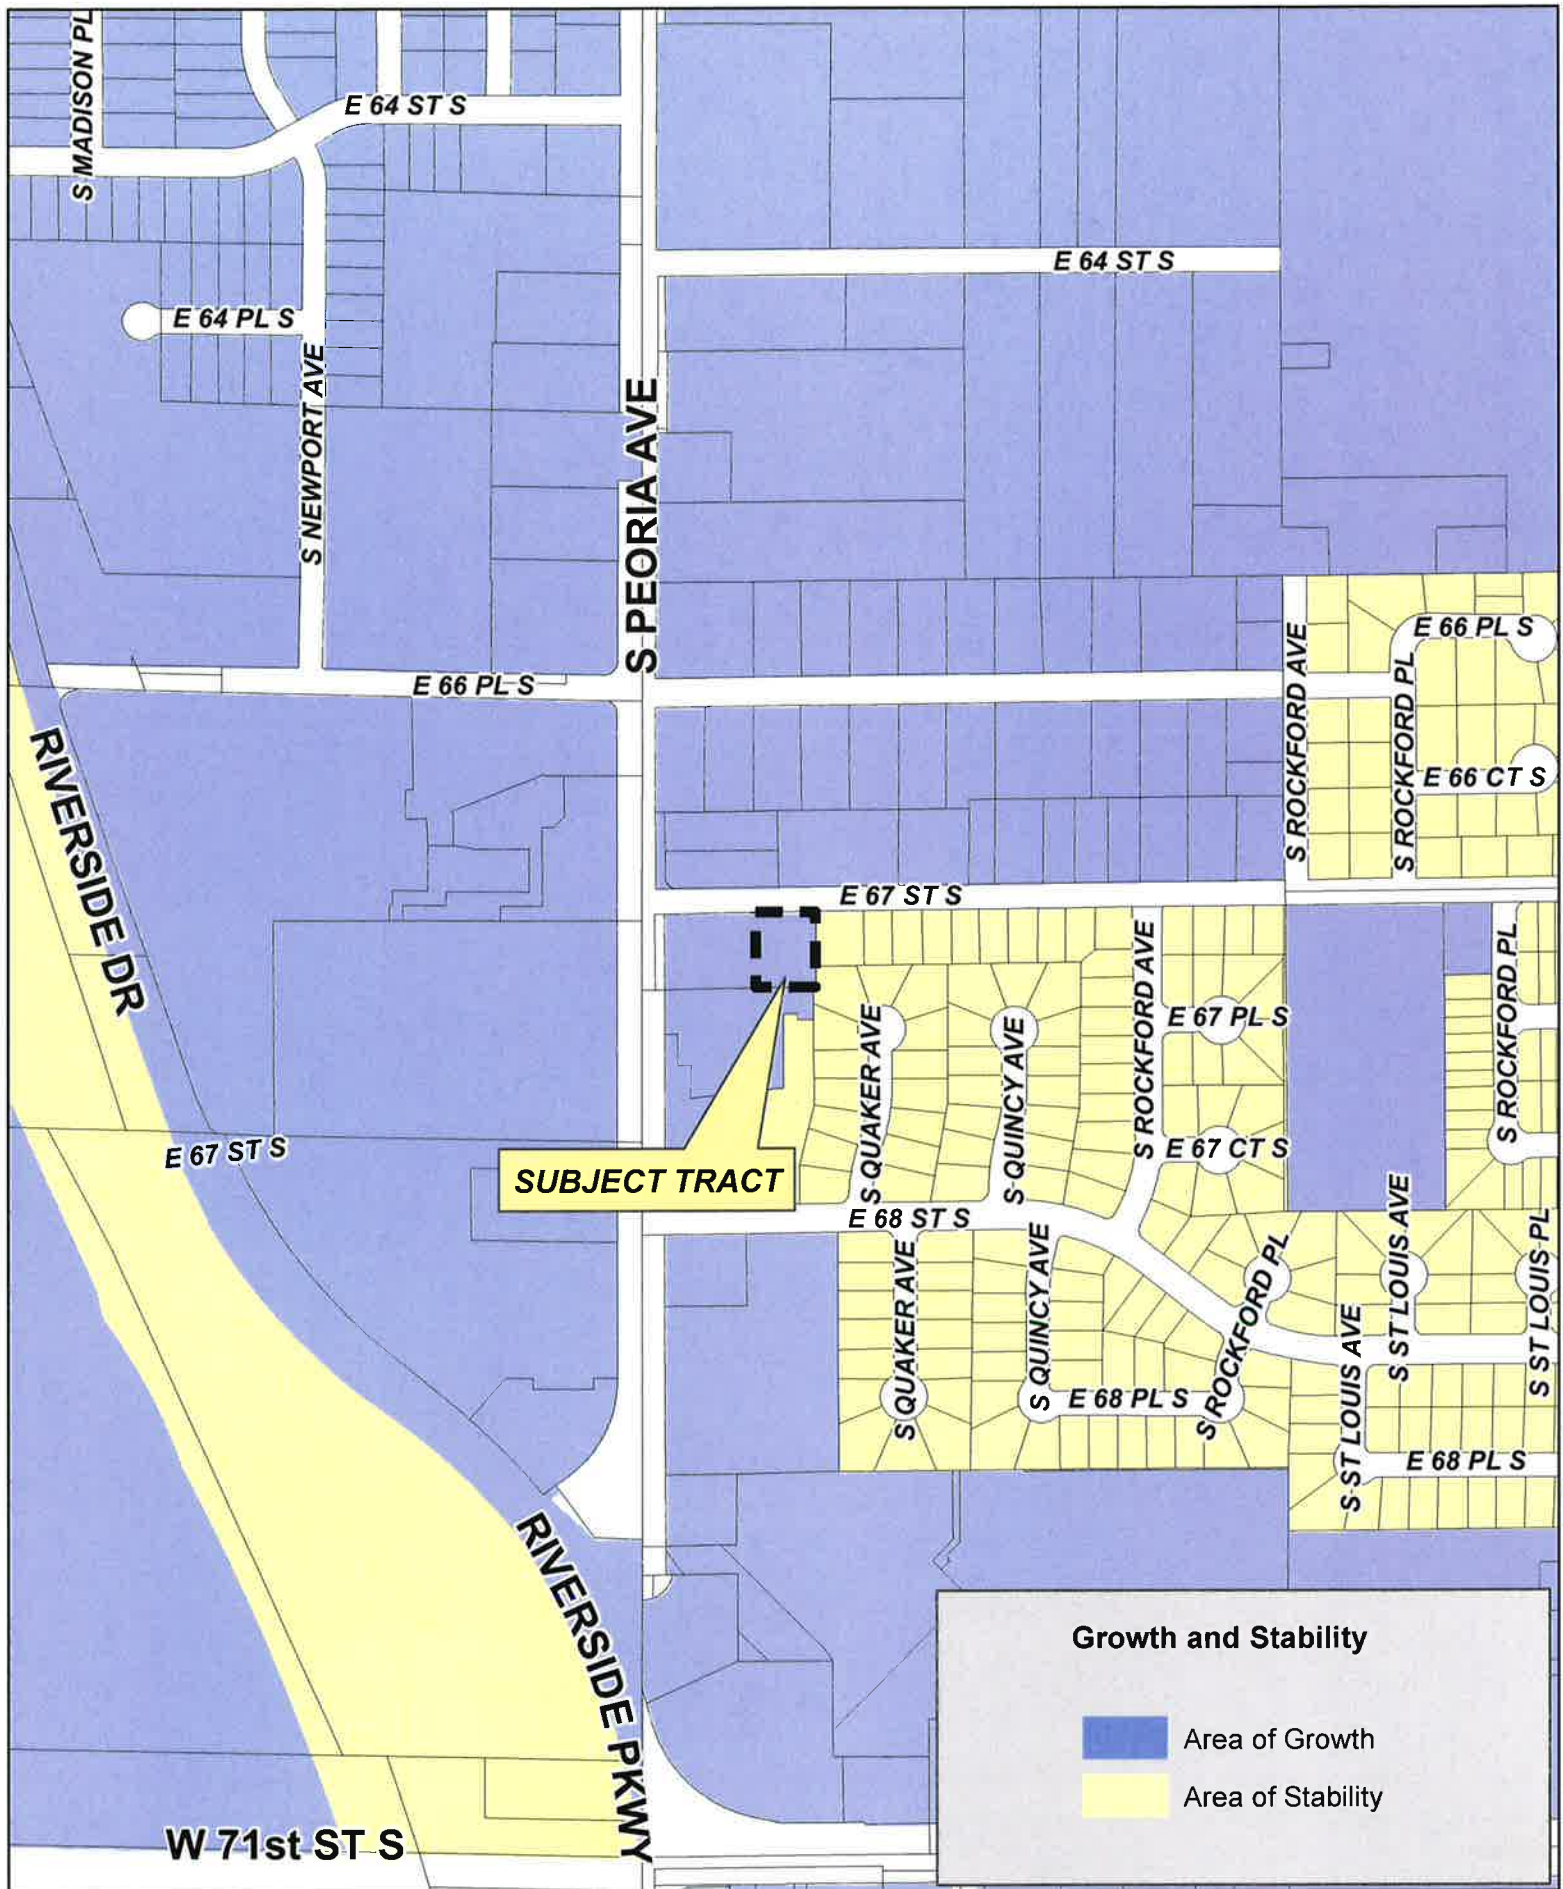 S MADISON PL
E 64 ST S
E 64 ST S
E 64 PL S
S NEWPORT AVE
S PEORIA AVE
E 66 PL S
S ROCKFORD AVE
E 66 PL S
S ROCKFORD PL
E 66 CT S
RIVERSIDE DR
E 67 ST S
S ROCKFORD AVE
S ROCKFORD PL
S QUAKER AVE
S QUINCY AVE
E 67 PL S
E 67 CT S
E 67 ST S
SUBJECT TRACT
E 68 ST S
S QUAKER AVE
S QUINCY AVE
S ROCKFORD PL
S ST LOUIS AVE
S ST LOUIS PL
S ST LOUIS AVE
E 68 PL S
E 68 PL S
RIVERSIDE PKWY
W 71st ST S
Growth and Stability
Area of Growth
Area of Stability